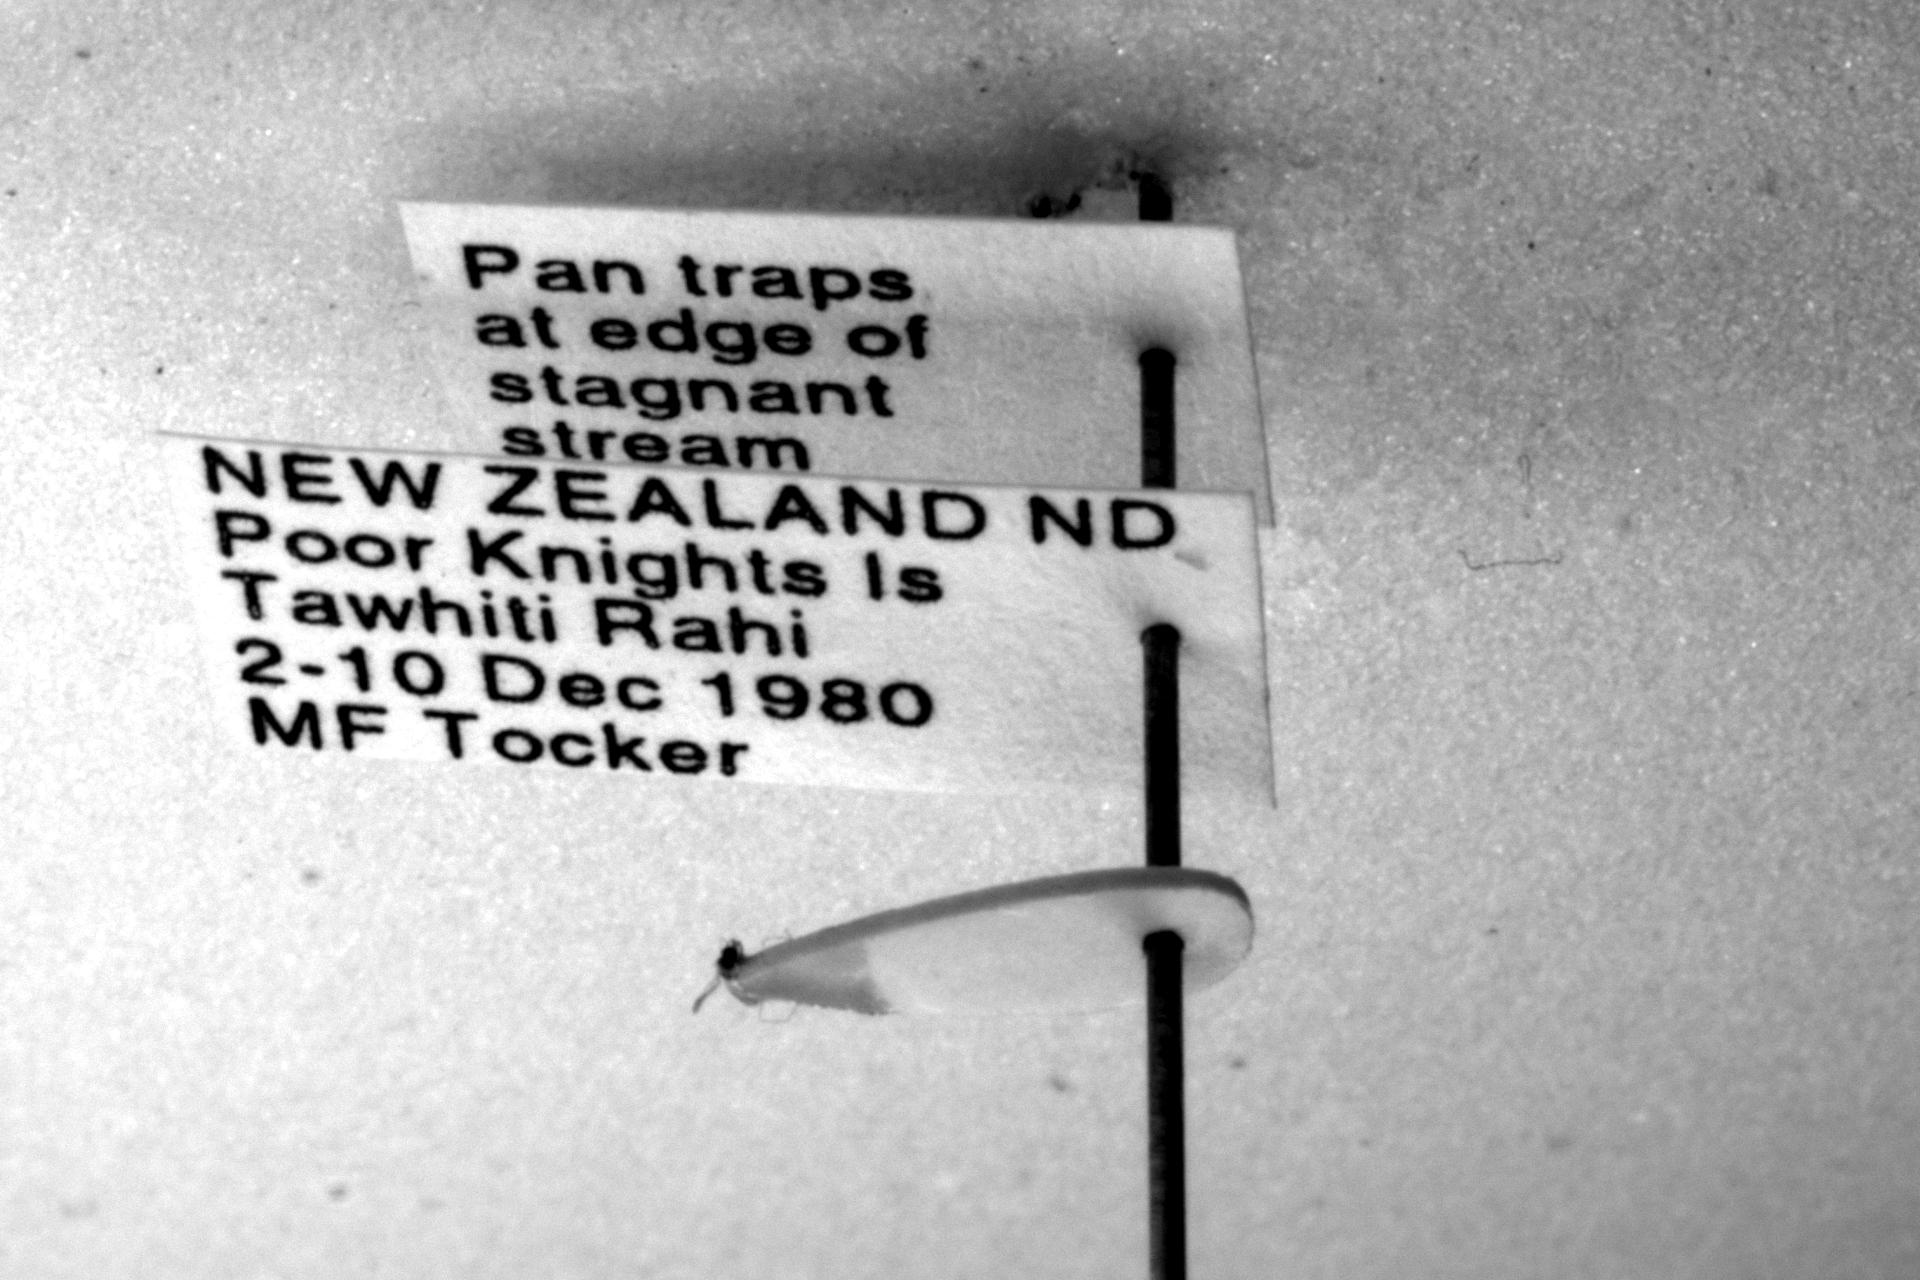 Pan traps
at edge of
stagnant
stream
NEW ZEALAND ND
Poor Knights Is
Tawhiti Rahi
2-10 Dec 1980
MF Tocker